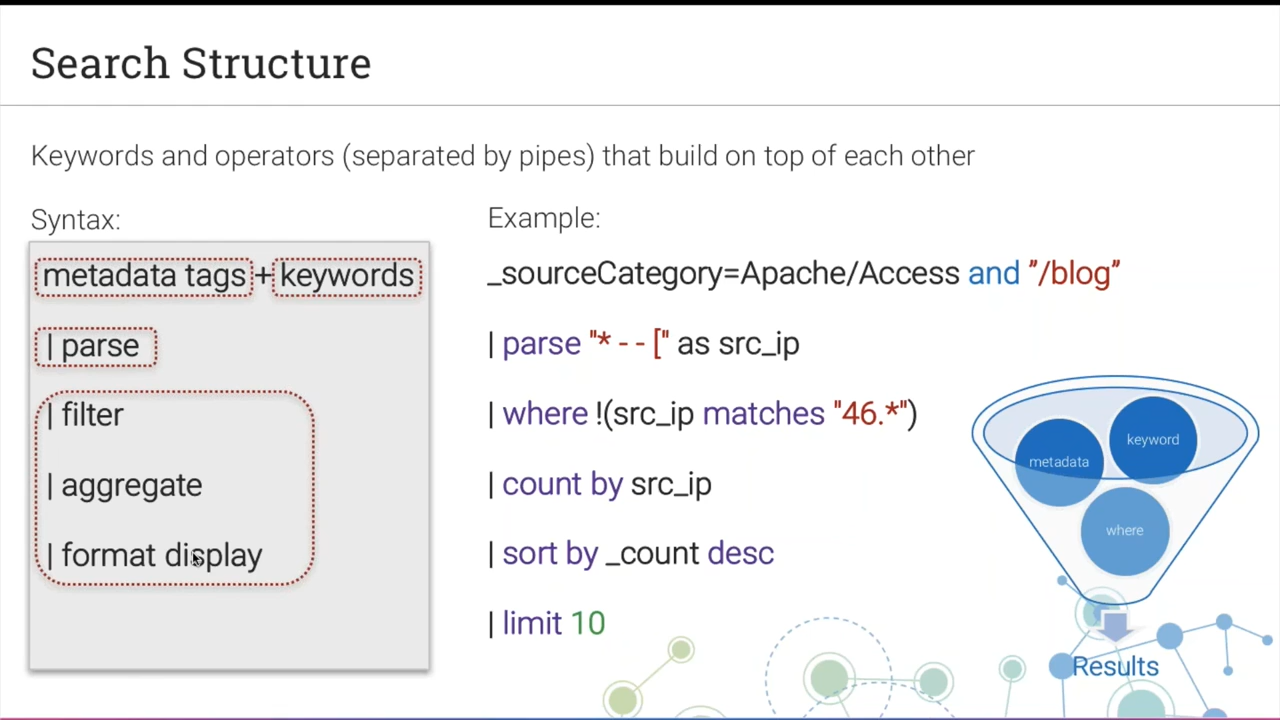 Search Structure
Keywords and operators (separated by pipes) that build on top of each other
Syntax:
metadata tags + keywords
| parse
| filter
| aggregate
| format display
Example:
_sourceCategory=Apache/Access and ”/blog”
| parse "* - - [" as src_ip
| where !(src_ip matches "46.*")
| count by src_ip
| sort by _count desc
| limit 10
keyword
metadata
where
Results